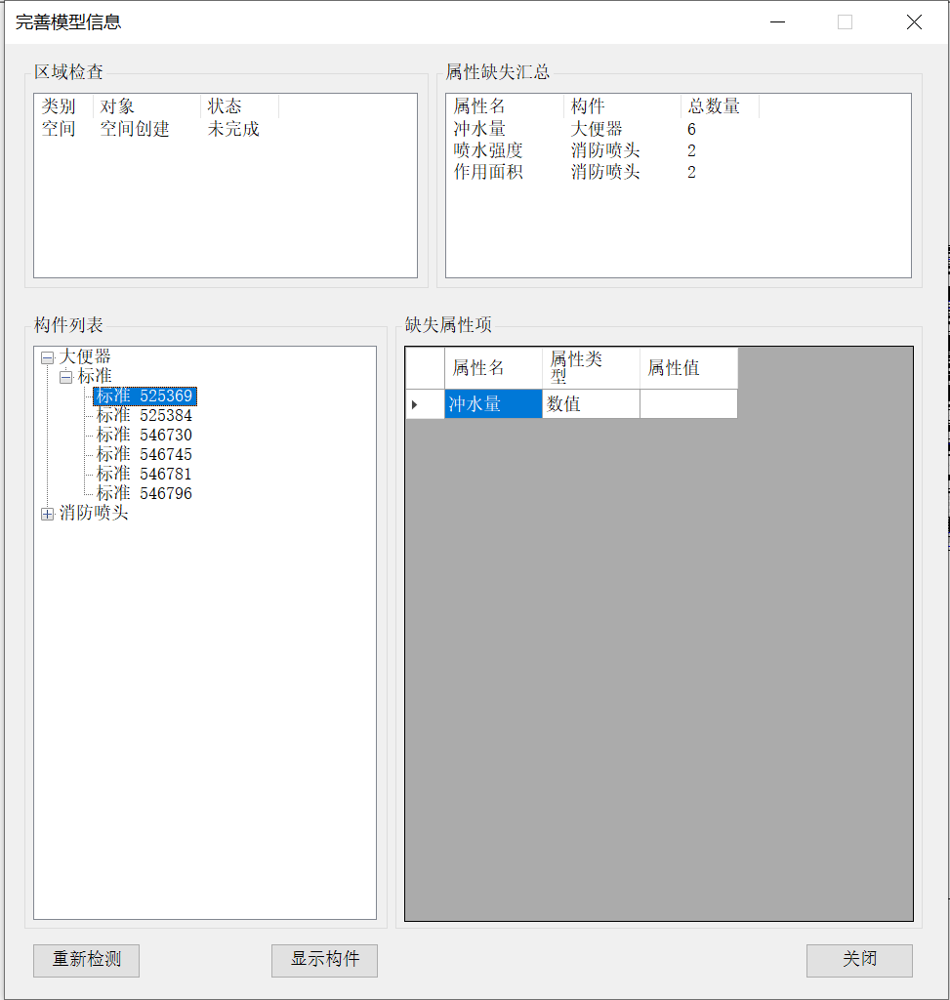 完善模型信息
区域检查
类别 对象 状态
空间 空间创建 未完成
属性缺失汇总
属性名 构件 总数量
冲水量 大便器 6
喷水强度 消防喷头 2
作用面积 消防喷头 2
构件列表
大便器
标准
标准 525369
标准 525384
标准 546730
标准 546745
标准 546781
标准 546796
消防喷头
缺失属性项
属性名 属性类型 属性值
冲水量 数值
重新检测 显示构件 关闭